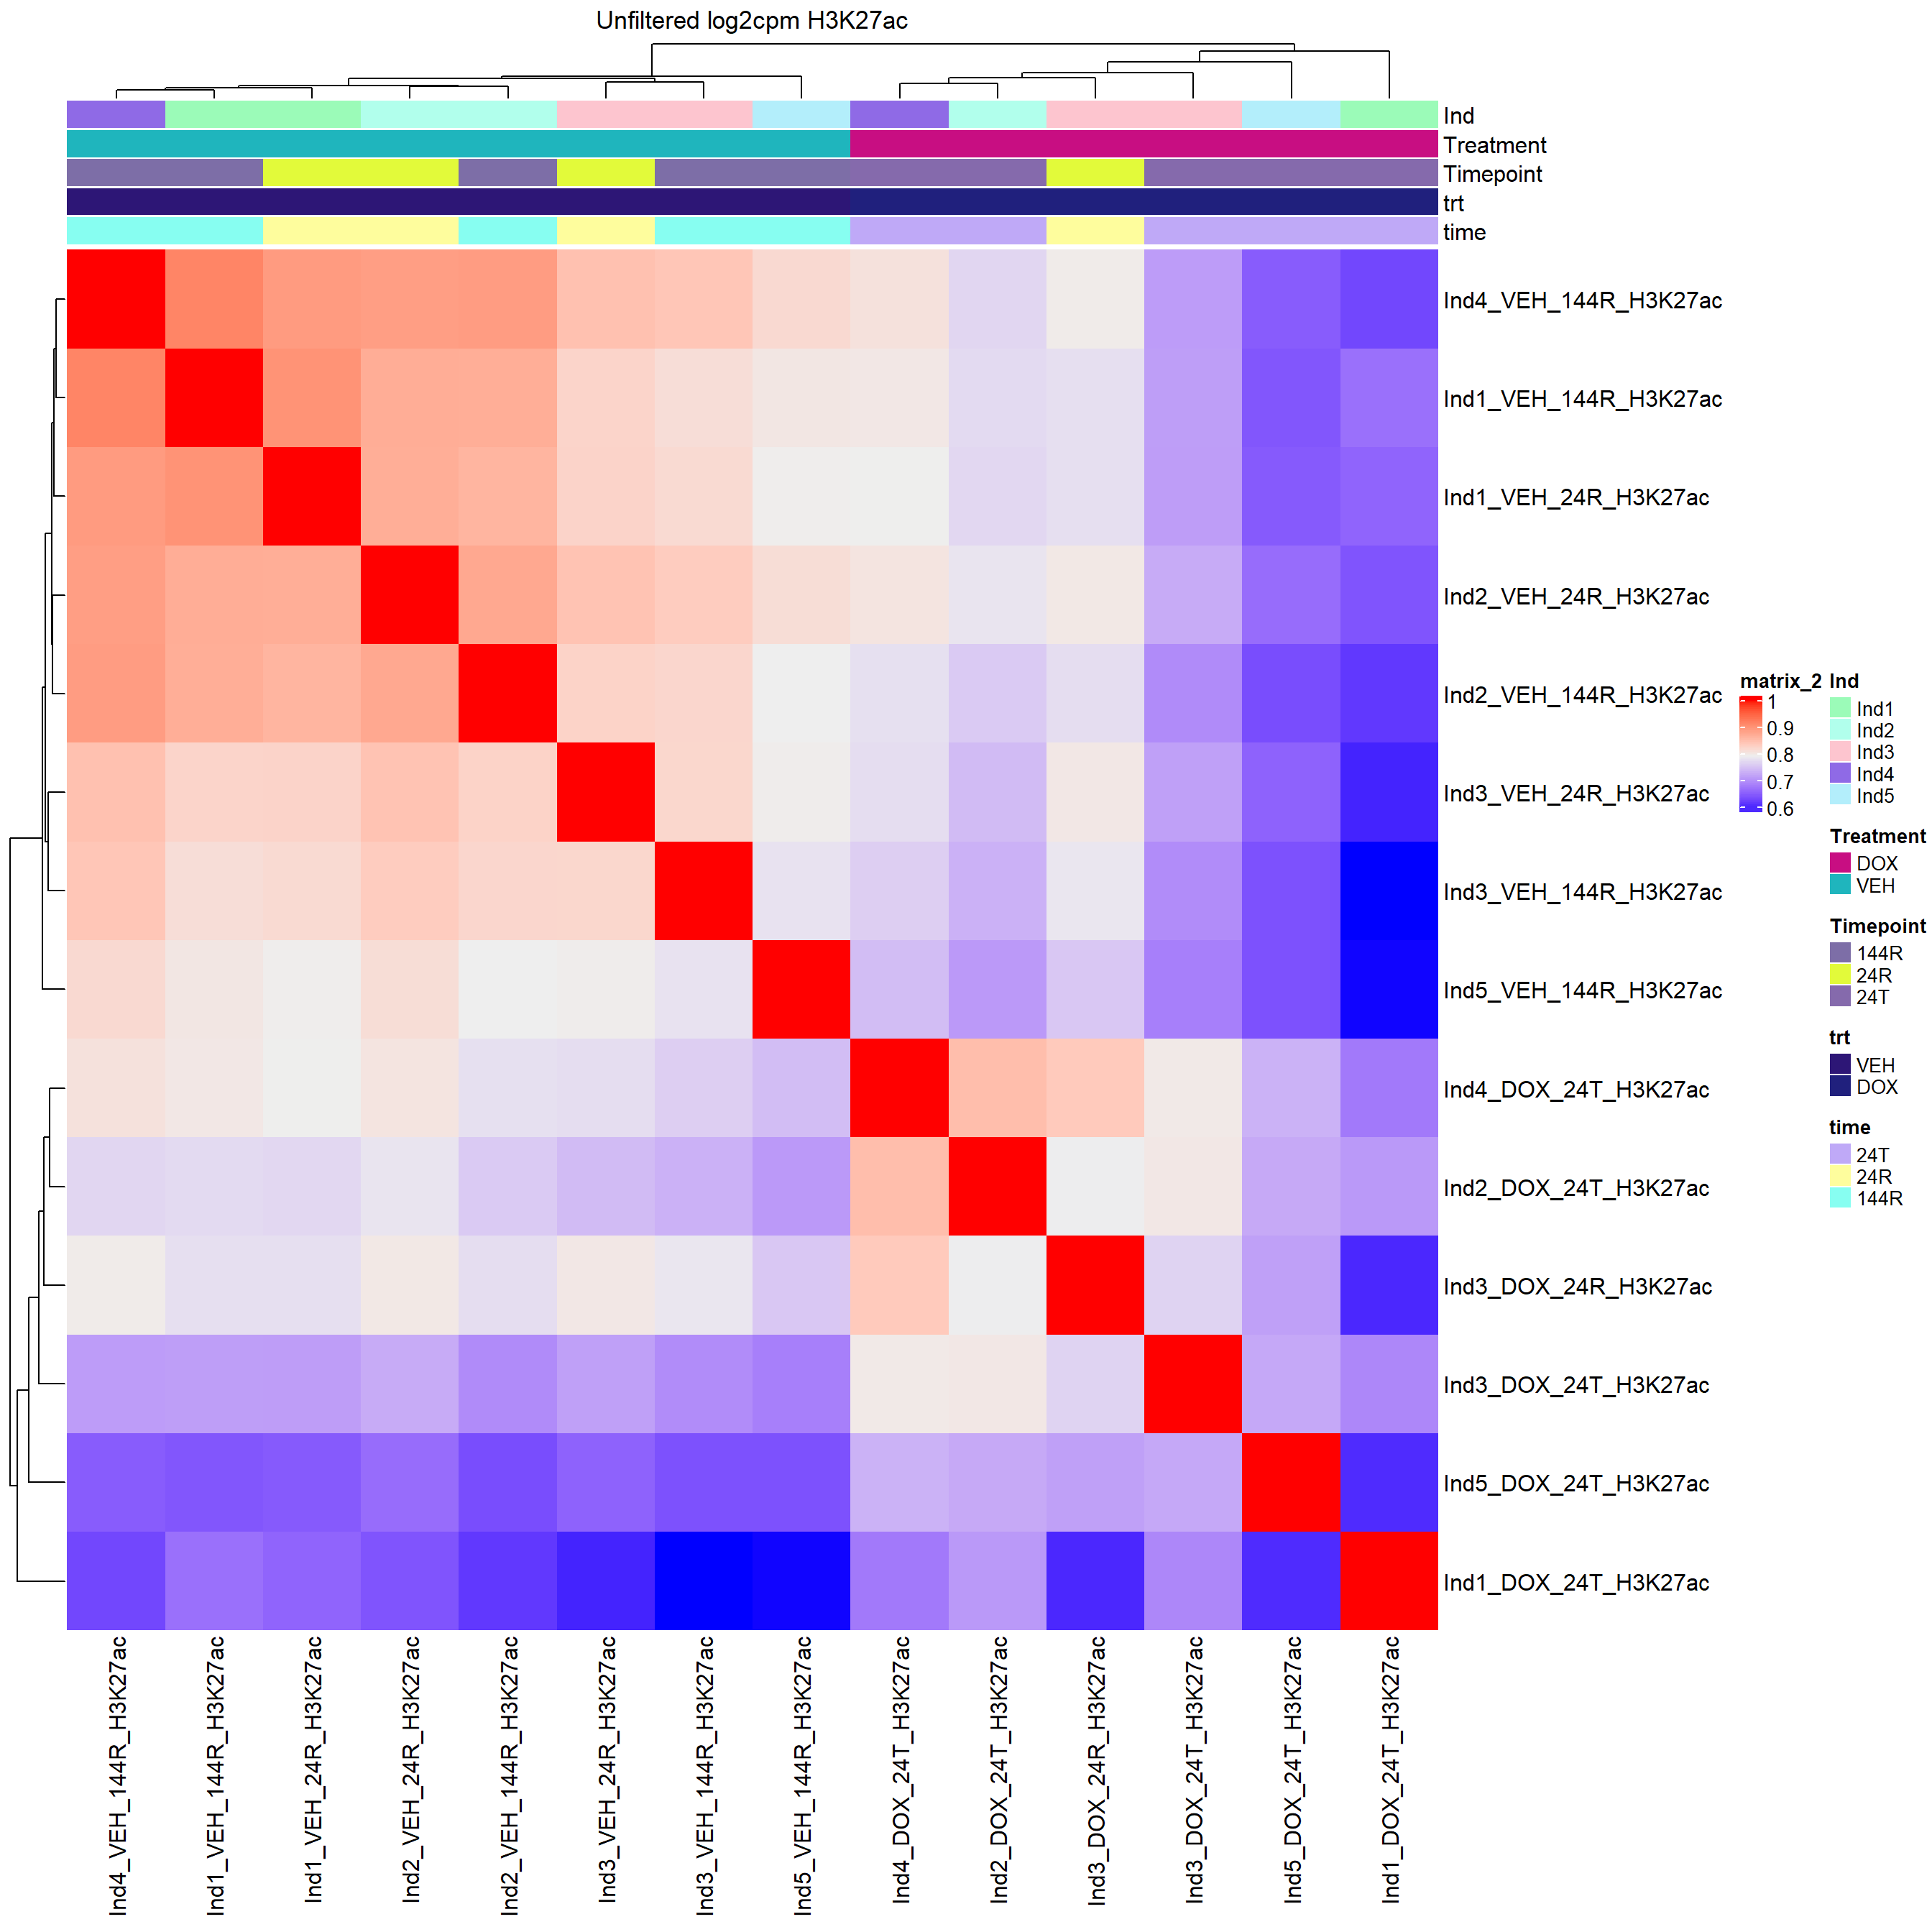 Unfiltered log2cpm H3K27ac
Ind
Treatment
Timepoint
trt
time
Ind4_VEH_144R_H3K27ac
Ind1_VEH_144R_H3K27ac
Ind1_VEH_24R_H3K27ac
Ind2_VEH_24R_H3K27ac
Ind2_VEH_144R_H3K27ac
Ind3_VEH_24R_H3K27ac
Ind3_VEH_144R_H3K27ac
Ind5_VEH_144R_H3K27ac
Ind4_DOX_24T_H3K27ac
Ind2_DOX_24T_H3K27ac
Ind3_DOX_24R_H3K27ac
Ind3_DOX_24T_H3K27ac
Ind5_DOX_24T_H3K27ac
Ind1_DOX_24T_H3K27ac
Ind4_VEH_144R_H3K27ac
Ind1_VEH_144R_H3K27ac
Ind1_VEH_24R_H3K27ac
Ind2_VEH_24R_H3K27ac
Ind2_VEH_144R_H3K27ac
Ind3_VEH_24R_H3K27ac
Ind3_VEH_144R_H3K27ac
Ind5_VEH_144R_H3K27ac
Ind4_DOX_24T_H3K27ac
Ind2_DOX_24T_H3K27ac
Ind3_DOX_24R_H3K27ac
Ind3_DOX_24T_H3K27ac
Ind5_DOX_24T_H3K27ac
Ind1_DOX_24T_H3K27ac
matrix_2
1
0.9
0.8
0.7
0.6
Ind
Ind1
Ind2
Ind3
Ind4
Ind5
Treatment
DOX
VEH
Timepoint
144R
24R
24T
trt
VEH
DOX
time
24T
24R
144R